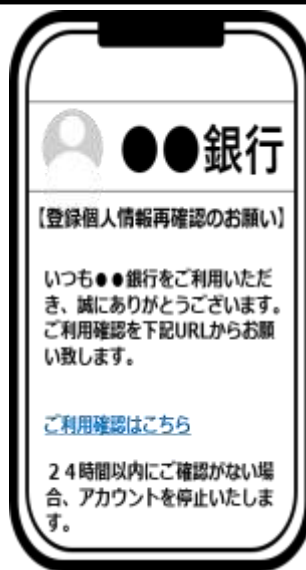 ●●銀行
【登録個人情報再確認のお願い】
いつも●●銀行をご利用いただ
き、誠にありがとうございます。
ご利用確認を下記URLからお願
い致します。
ご利用確認はこちら
２４時間以内にご確認がない場
合、アカウントを停止いたしま
す。